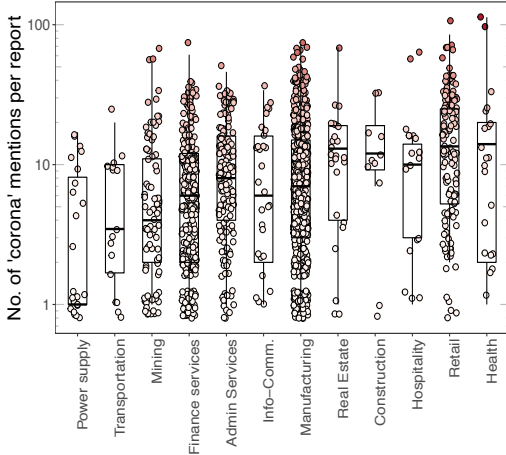 No. of 'corona' mentions per report
100
10
1
Power supply
Transportation
Mining
Finance services
Admin Services
Info−Comm.
Manufacturing
Real Estate
Construction
Hospitality
Retail
Health